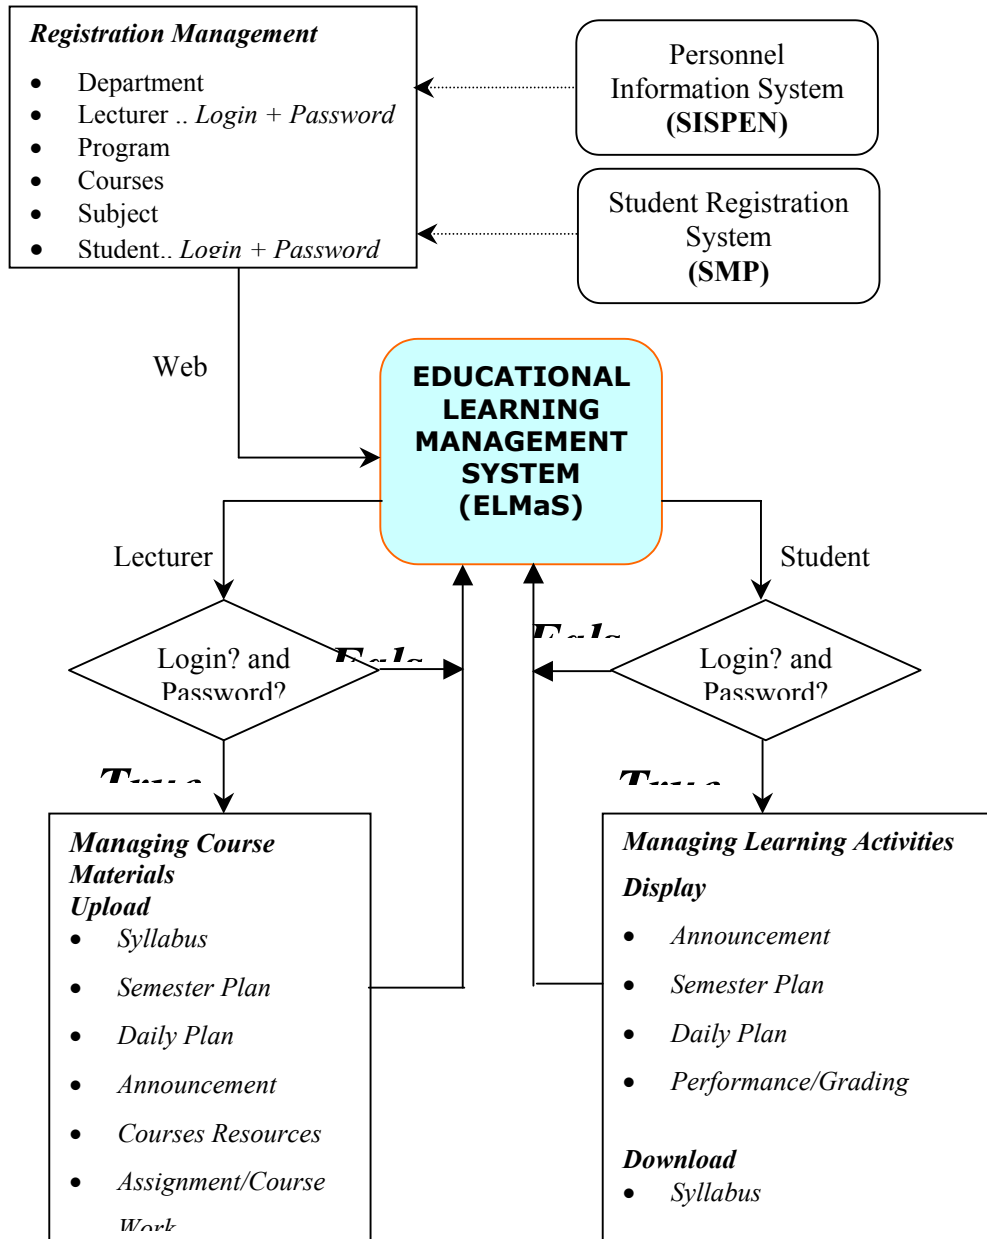 Registration Management
• Department
• Lecturer .. Login + Password
• Program
• Courses
• Subject
• Student.. Login + Password
Personnel
Information System
(SISPEN)
Student Registration
System
(SMP)
Web
EDUCATIONAL
LEARNING
MANAGEMENT
SYSTEM
(ELMaS)
Lecturer
Student
Login? and
Password?
Login? and
Password?
True
True
Managing Course
Materials
Upload
• Syllabus
• Semester Plan
• Daily Plan
• Announcement
• Courses Resources
• Assignment/Course
Work
Managing Learning Activities
Display
• Announcement
• Semester Plan
• Daily Plan
• Performance/Grading
Download
• Syllabus